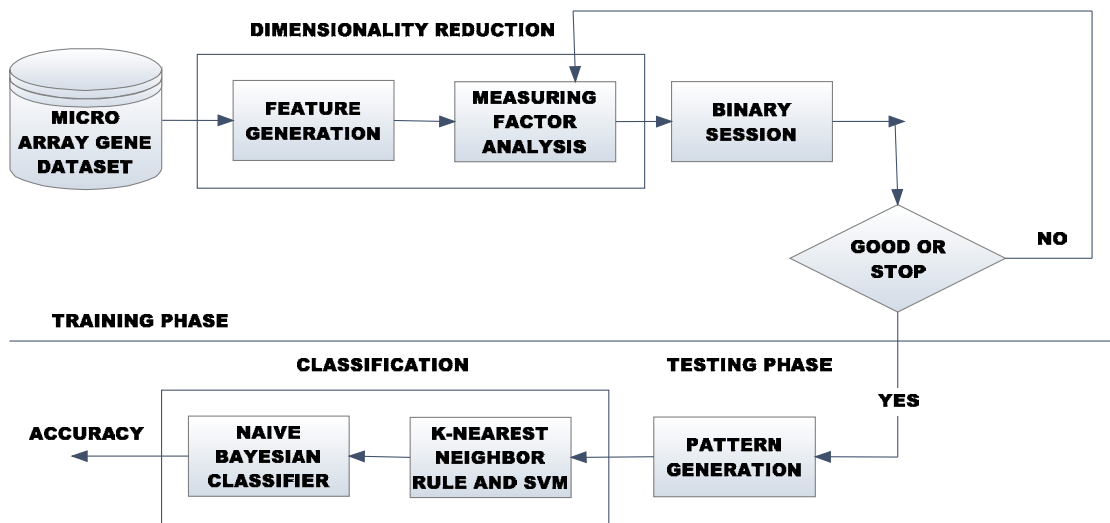 DIMENSIONALITY REDUCTION
MICRO
ARRAY GENE
DATASET
FEATURE
GENERATION
MEASURING
FACTOR
ANALYSIS
BINARY
SESSION
GOOD OR
STOP
NO
TRAINING PHASE
CLASSIFICATION
TESTING PHASE
YES
ACCURACY
NAIVE
BAYESIAN
CLASSIFIER
K-NEAREST
NEIGHBOR
RULE AND SVM
PATTERN
GENERATION